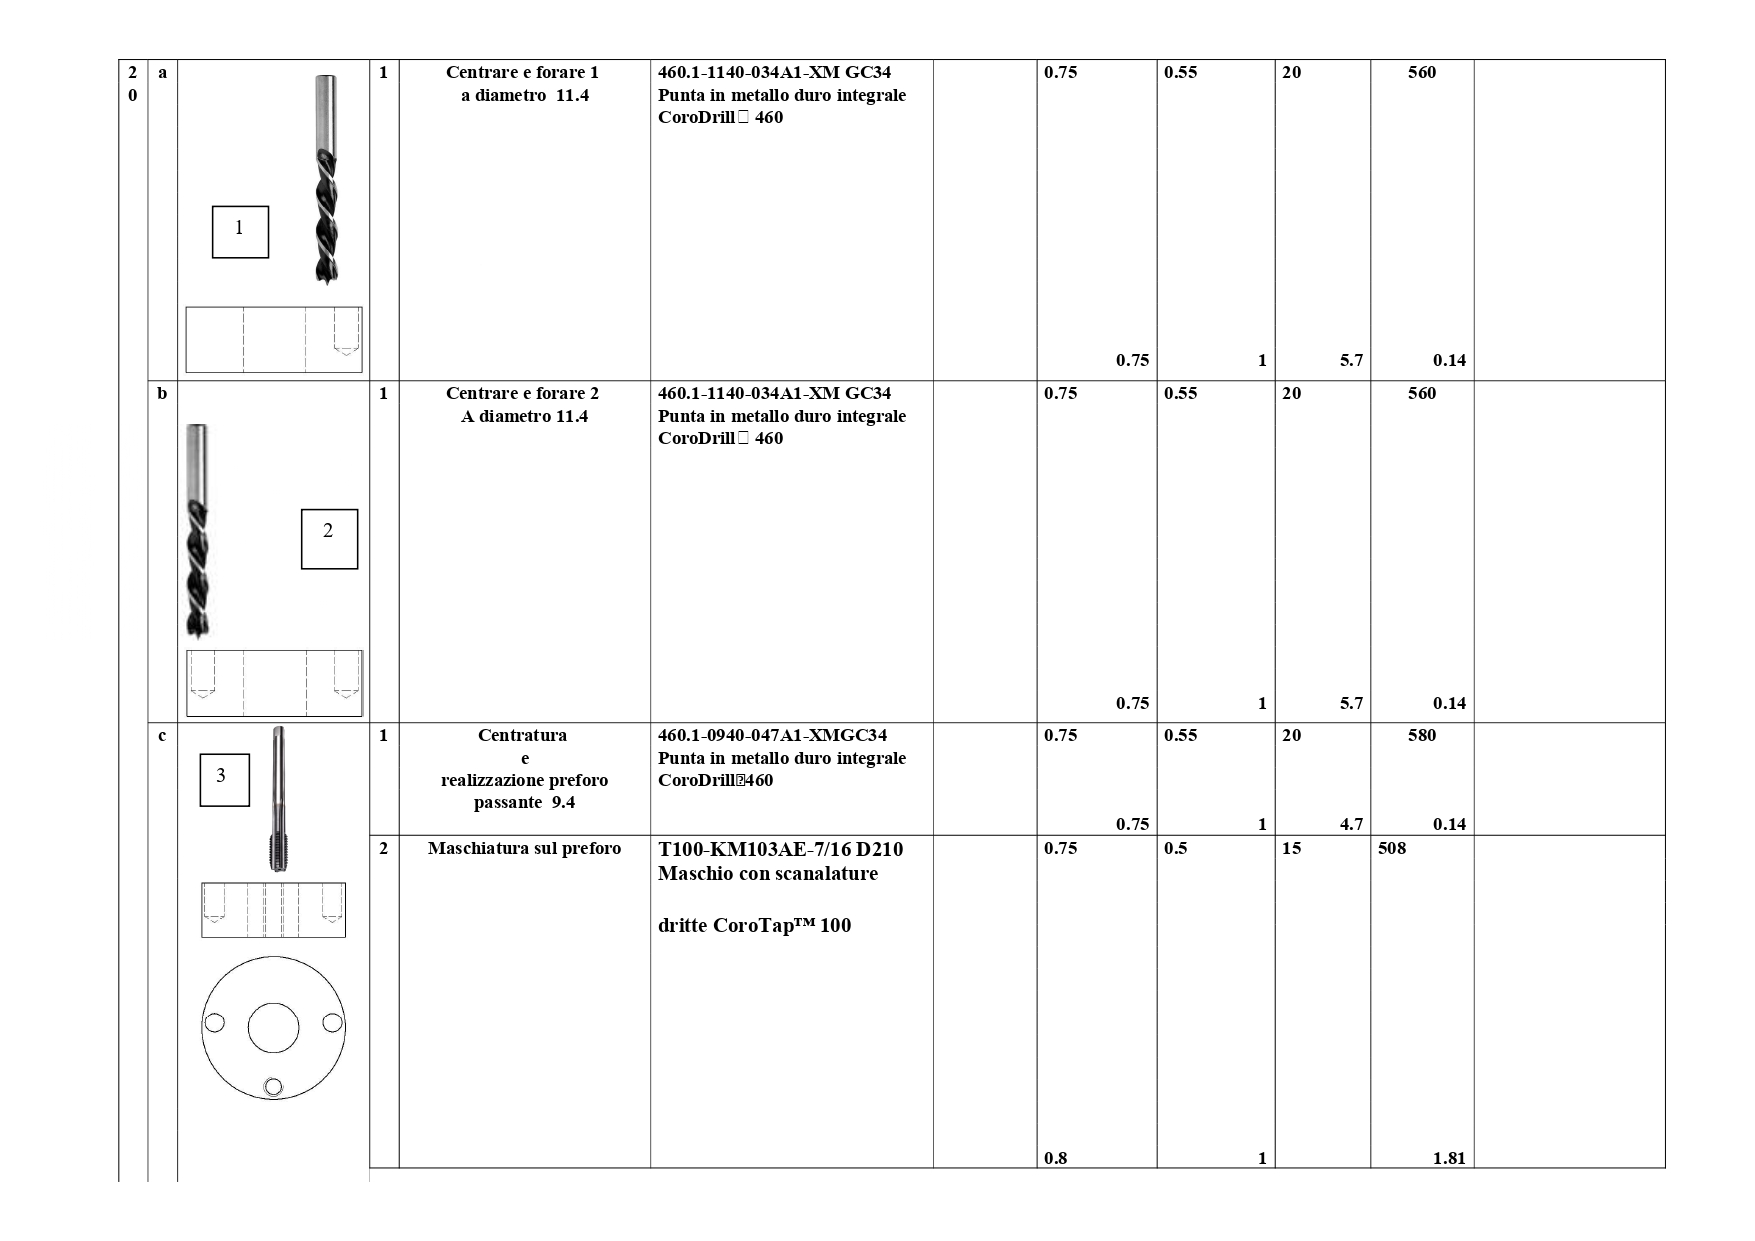 2
0
a
1
1
Centrare e forare 1
a diametro  11.4
460.1-1140-034A1-XM GC34
Punta in metallo duro integrale
CoroDrill 460
0.75
0.75
0.55
1
20
5.7
560
0.14
b
2
1
Centrare e forare 2
A diametro 11.4
460.1-1140-034A1-XM GC34
Punta in metallo duro integrale
CoroDrill 460
0.75
0.75
0.55
1
20
5.7
560
0.14
c
3
1
Centratura
e
realizzazione preforo
passante  9.4
460.1-0940-047A1-XMGC34
Punta in metallo duro integrale
CoroDrill460
0.75
0.75
0.55
1
20
4.7
580
0.14
2
Maschiatura sul preforo
T100-KM103AE-7/16 D210
Maschio con scanalature
dritte CoroTap™ 100
0.75
0.8
0.5
1
15
508
1.81